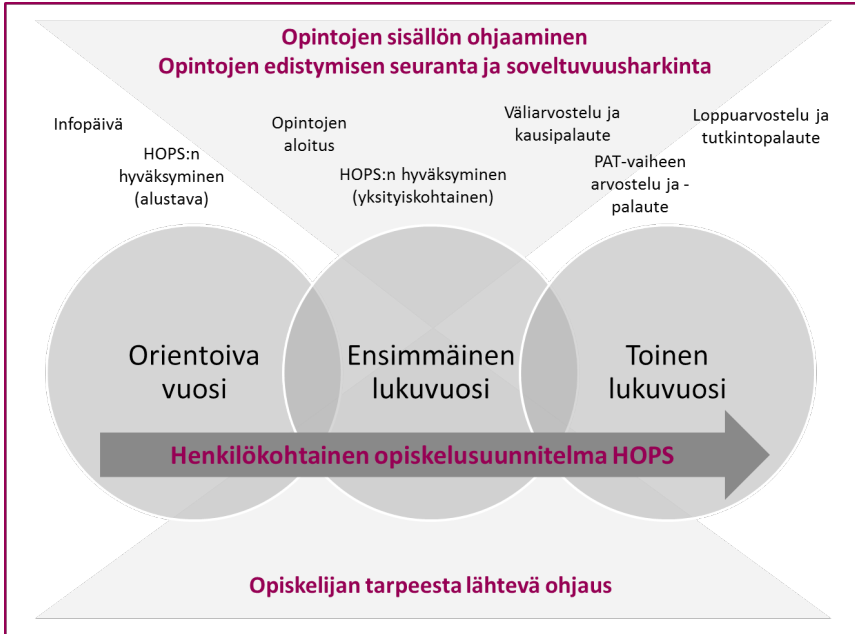 Opintojen sisällön ohjaaminen
Opintojen edistymisen seuranta ja soveltuvuusharkinta
Infopäivä
HOPS:n
hyväksyminen
(alustava)
Opintojen
aloitus
HOPS:n hyväksyminen
(yksityiskohtainen)
Väliarvostelu ja
kausipalaute
PAT-vaiheen
arvostelu ja -
palaute
Loppuarvostelu ja
tutkintopalaute
Orientoiva
vuosi
Ensimmäinen
lukuvuosi
Toinen
lukuvuosi
Henkilökohtainen opiskelusuunnitelma HOPS
Opiskelijan tarpeesta lähtevä ohjaus